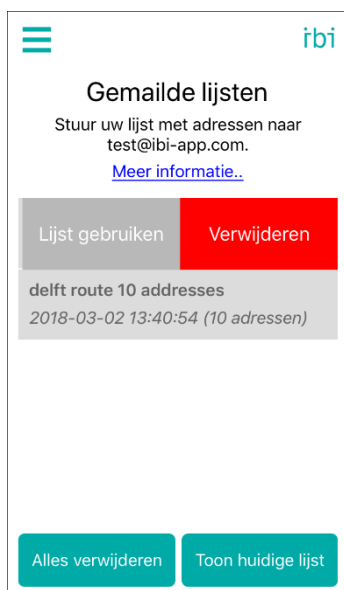 ibi
Gemailde lijsten
Stuur uw lijst met adressen naar
test@ibi-app.com.
Meer informatie..
Lijst gebruiken
Verwijderen
delft route 10 addresses
2018-03-02 13:40:54 (10 adressen)
Alles verwijderen
Toon huidige lijst